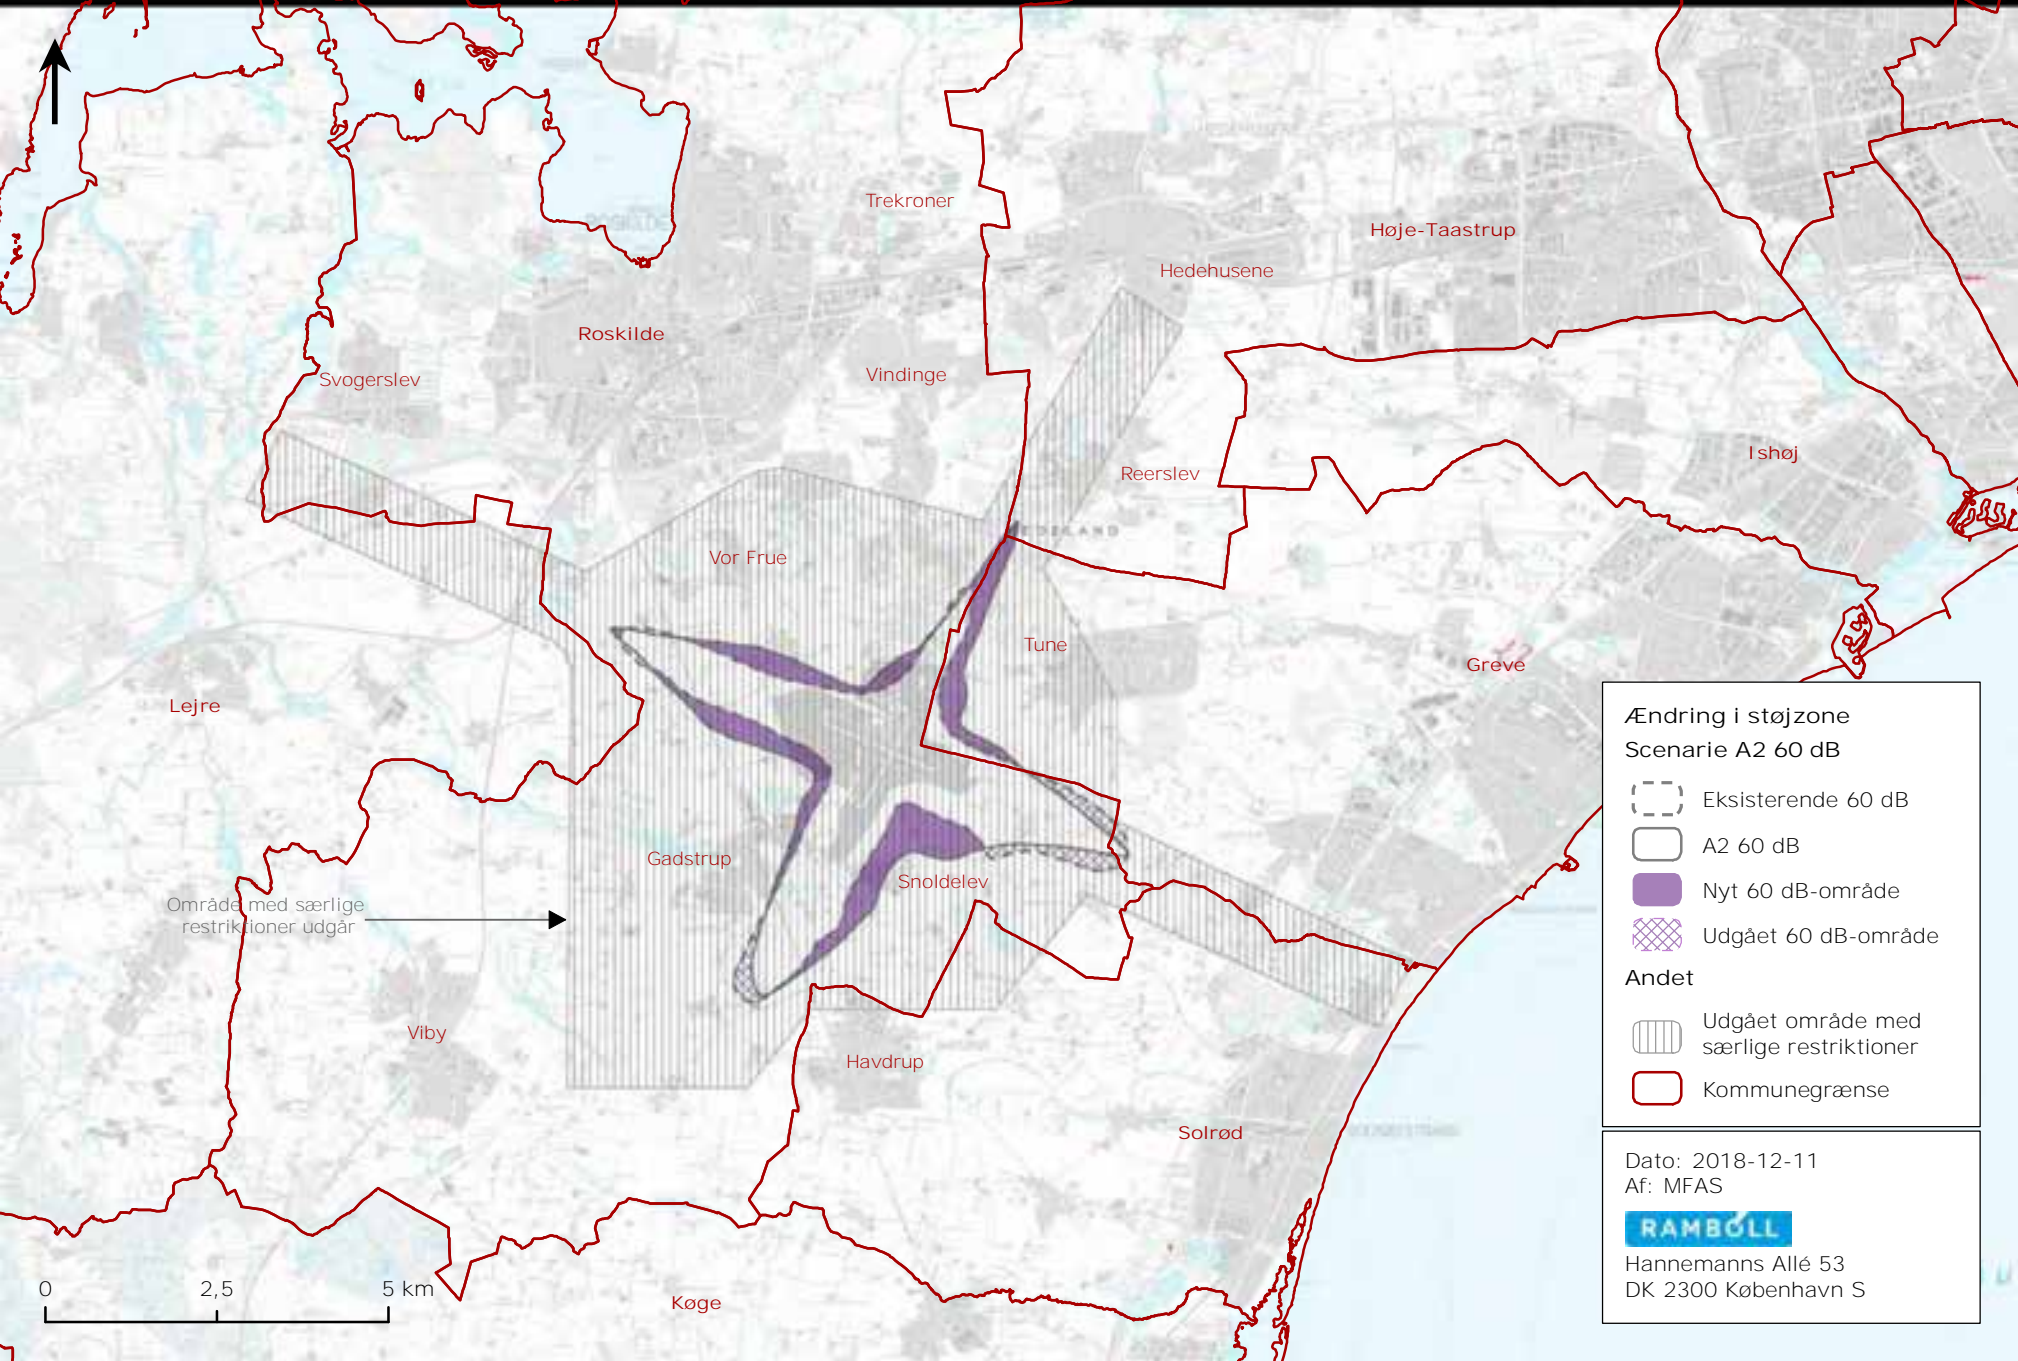 Trekroner
Høje-Taastrup
Hedehusene
ROSKILDE
Roskilde
Svogerslev
Vindinge
Ishøj
Reerslev
Vor Frue
Tune
Greve
Lejre
Gadstrup
Snoldelev
Område med særlige
restriktioner udgår
Viby
Havdrup
Solrød
Køge
0 2,5 5 km
Ændring i støjzone
Scenarie A2 60 dB
Eksisterende 60 dB
A2 60 dB
Nyt 60 dB-område
Udgået 60 dB-område
Andet
Udgået område med
særlige restriktioner
Kommunegrænse
Dato: 2018-12-11
Af: MFAS
RAMBOLL
Hannemanns Allé 53
DK 2300 København S